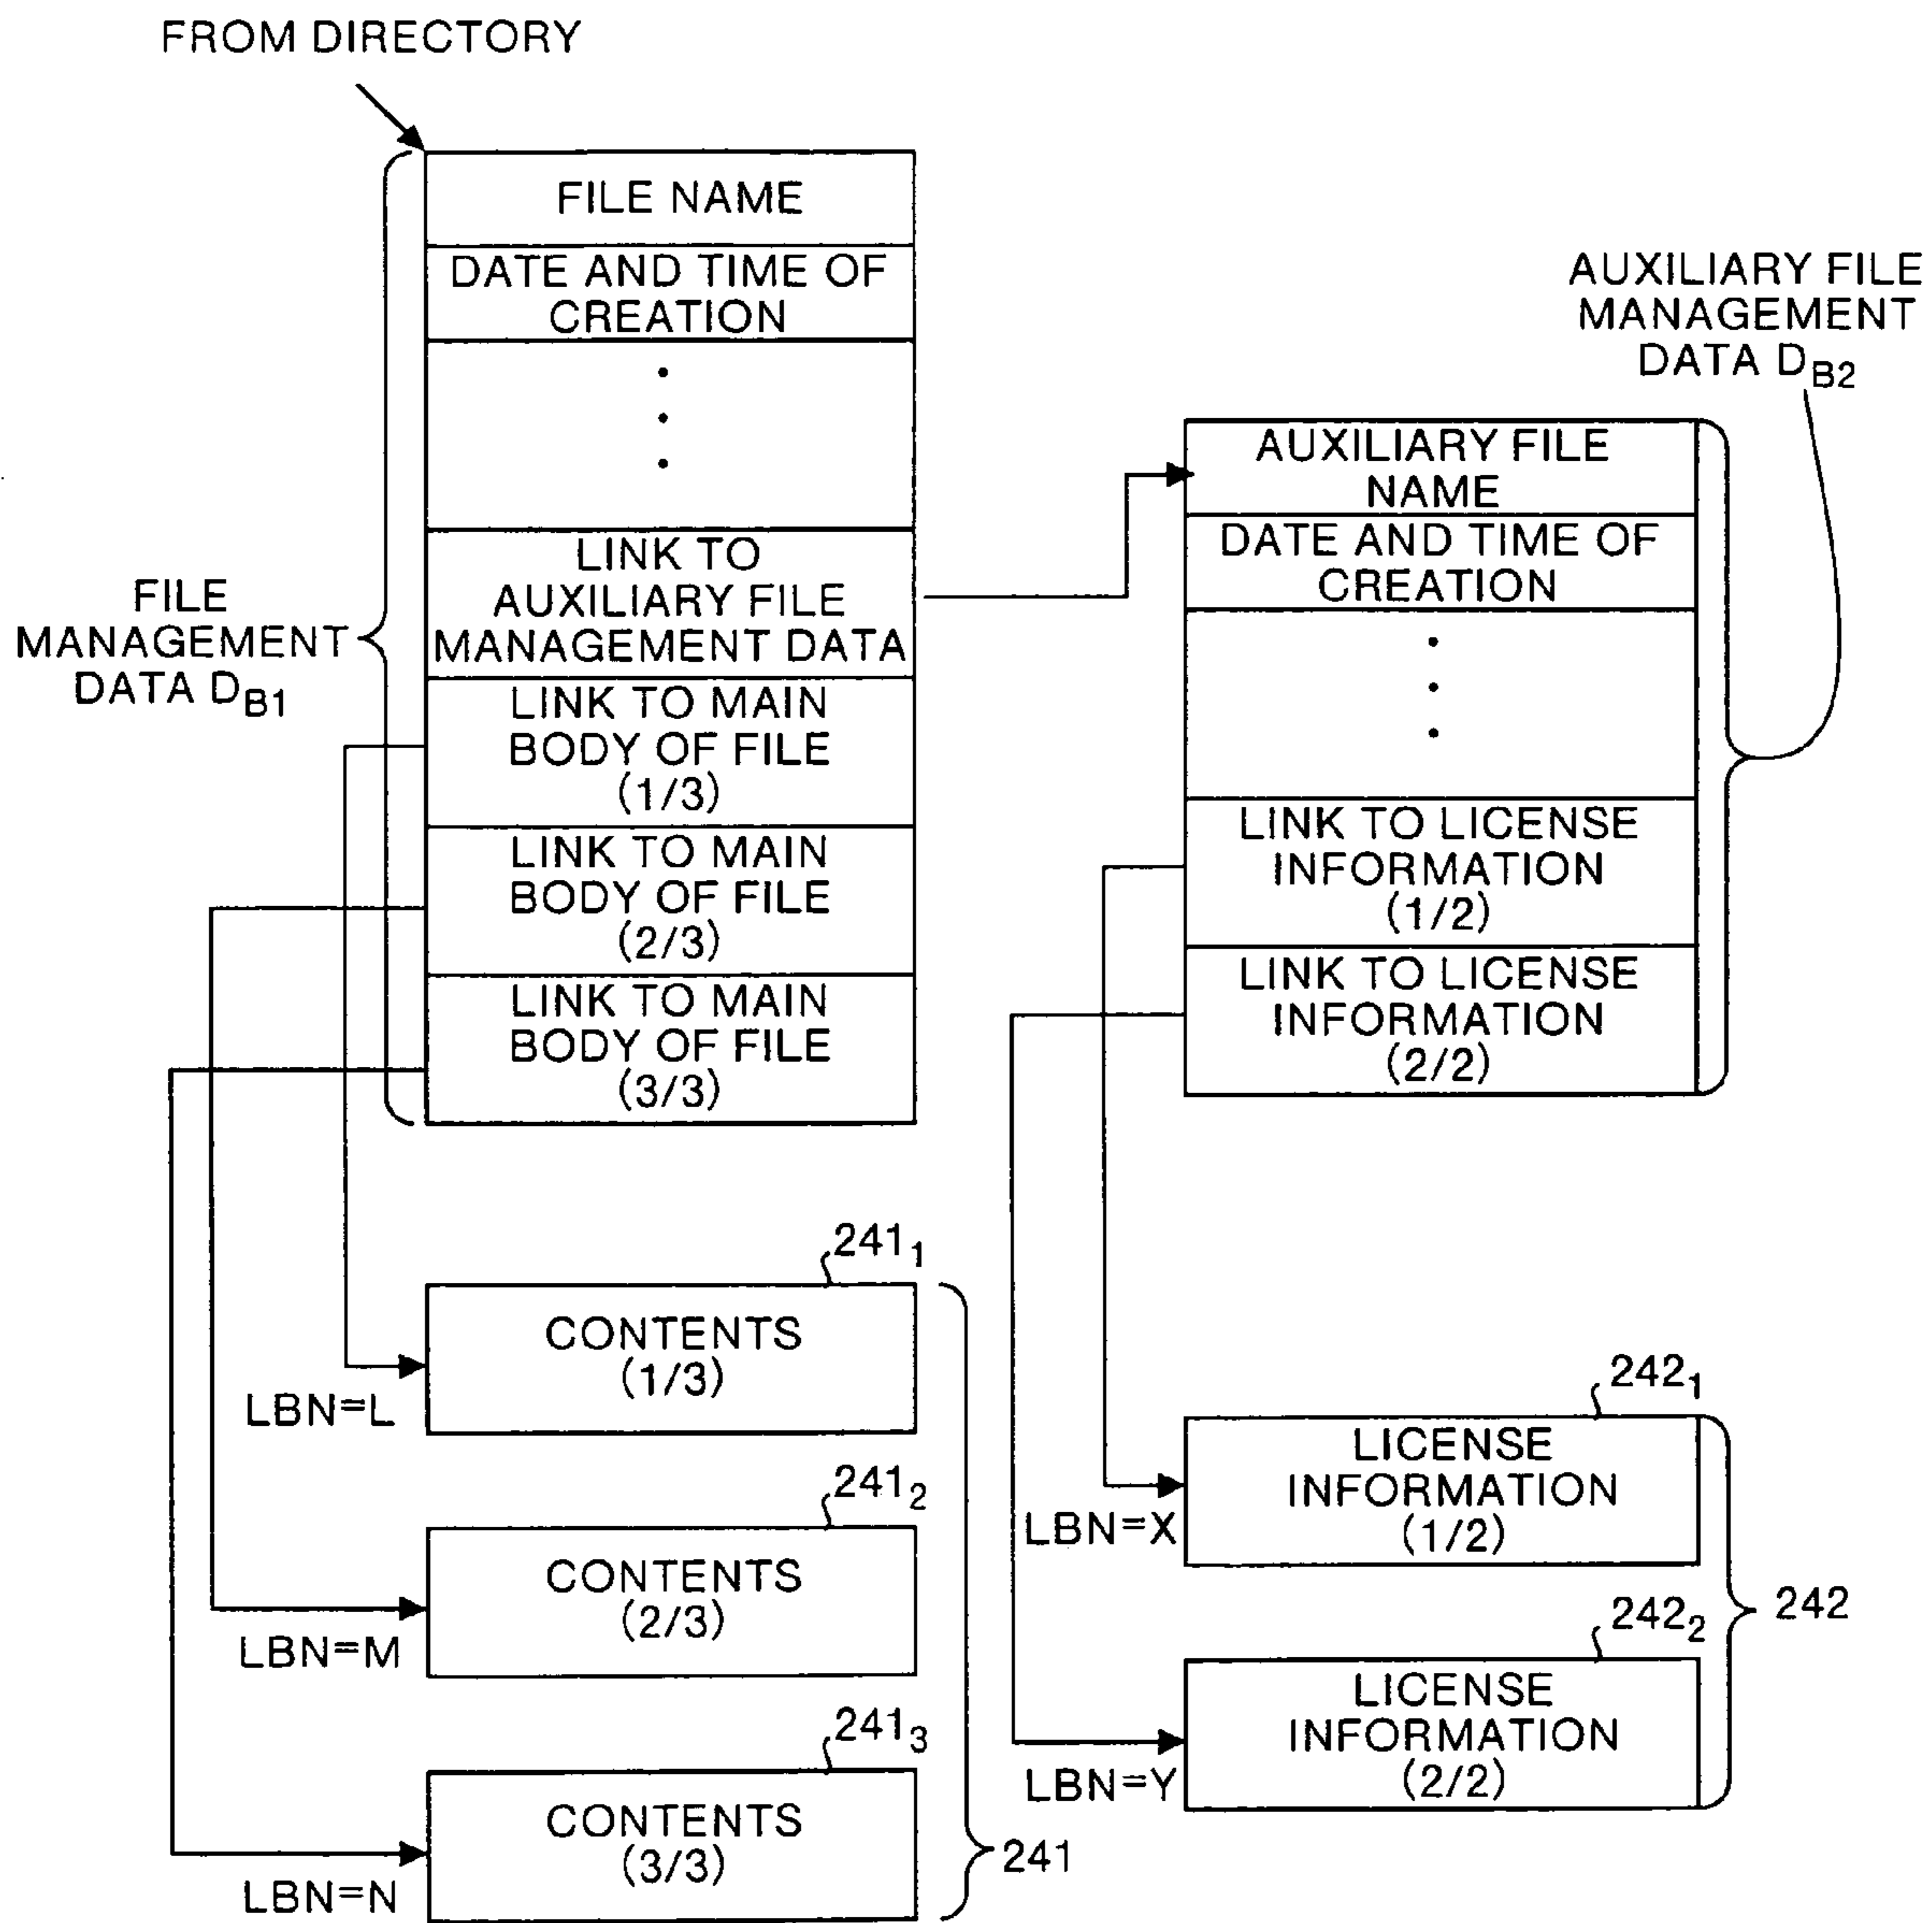 FROM DIRECTORY
FILE NAME
DATE AND TIME OF
CREATION
LINK TO
AUXILIARY FILE
MANAGEMENT DATA
LINK TO MAIN
BODY OF FILE
(1/3)
LINK TO MAIN
BODY OF FILE
(2/3)
LINK TO MAIN
BODY OF FILE
(3/3)
FILE
MANAGEMENT
DATA D_B1
AUXILIARY FILE
MANAGEMENT
DATA D_B2
AUXILIARY FILE
NAME
DATE AND TIME OF
CREATION
LINK TO LICENSE
INFORMATION
(1/2)
LINK TO LICENSE
INFORMATION
(2/2)
241₁
CONTENTS
(1/3)
LBN=L
241₂
CONTENTS
(2/3)
LBN=M
241₃
CONTENTS
(3/3)
LBN=N
241
242₁
LICENSE
INFORMATION
(1/2)
LBN=X
242₂
LICENSE
INFORMATION
(2/2)
LBN=Y
242